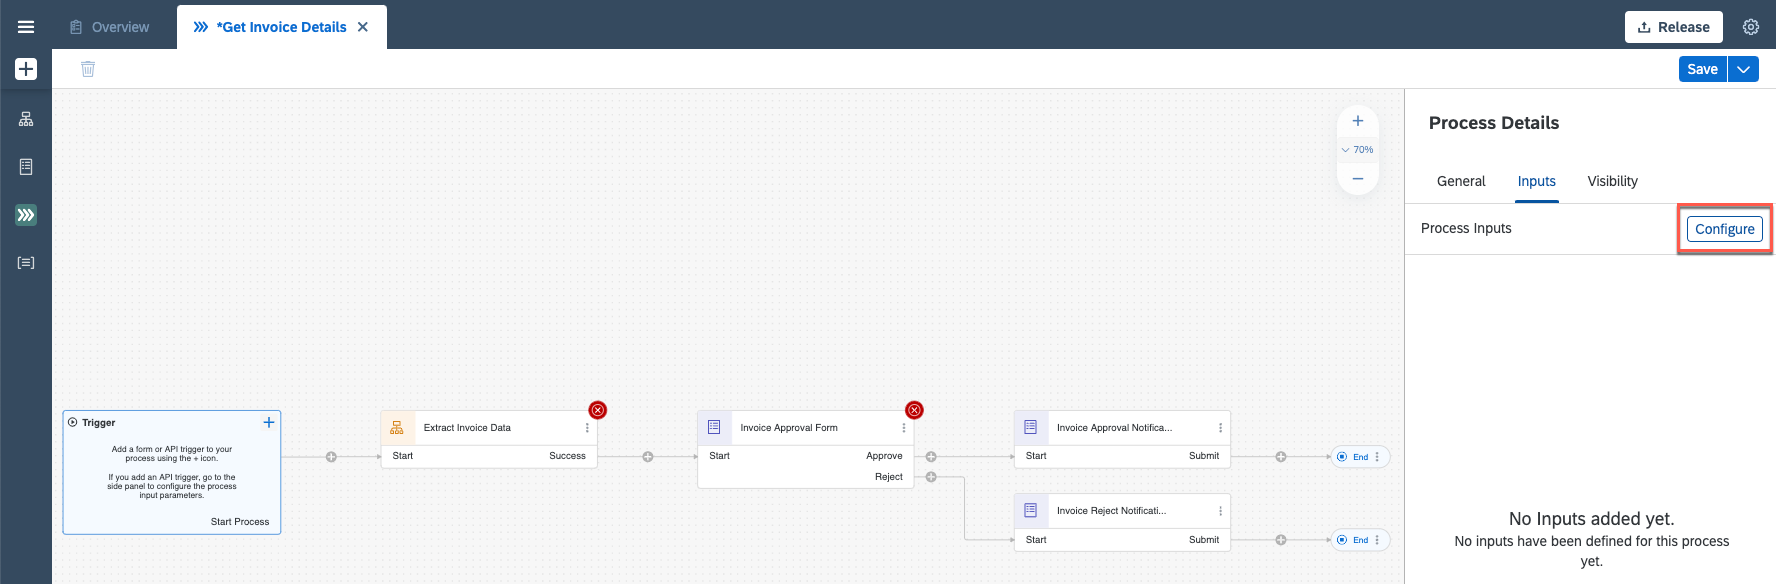 Overview
*Get Invoice Details
Release
Save
70%
Process Details
General
Inputs
Visibility
Process Inputs
Configure
No Inputs added yet.
No inputs have been defined for this process
yet.
Trigger
Add a form or API trigger to your
process using the + icon.
If you add an API trigger, go to the
side panel to configure the process
input parameters.
Start Process
Extract Invoice Data
Start
Success
Invoice Approval Form
Start
Approve
Reject
Invoice Approval Notifica...
Start
Submit
End
Invoice Reject Notificati...
Start
Submit
End